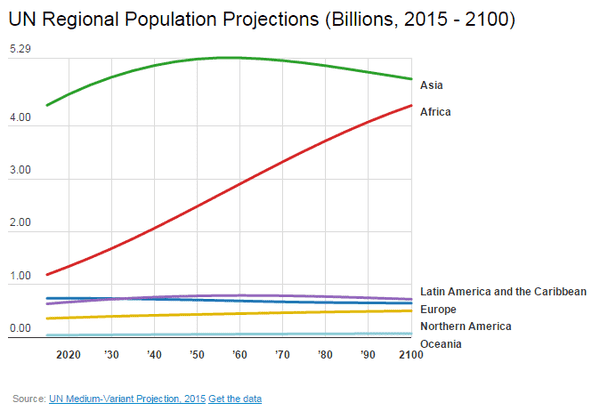 UN Regional Population Projections (Billions, 2015 - 2100)
5.29
Asia
Africa
4.00
3.00
2.00
1.00
Latin America and the Caribbean
Europe
0.00
Northern America
Oceania
2020 '30 '40 '50 '60 '70 '80 '90 2100
Source: UN Medium-Variant Projection, 2015 Get the data